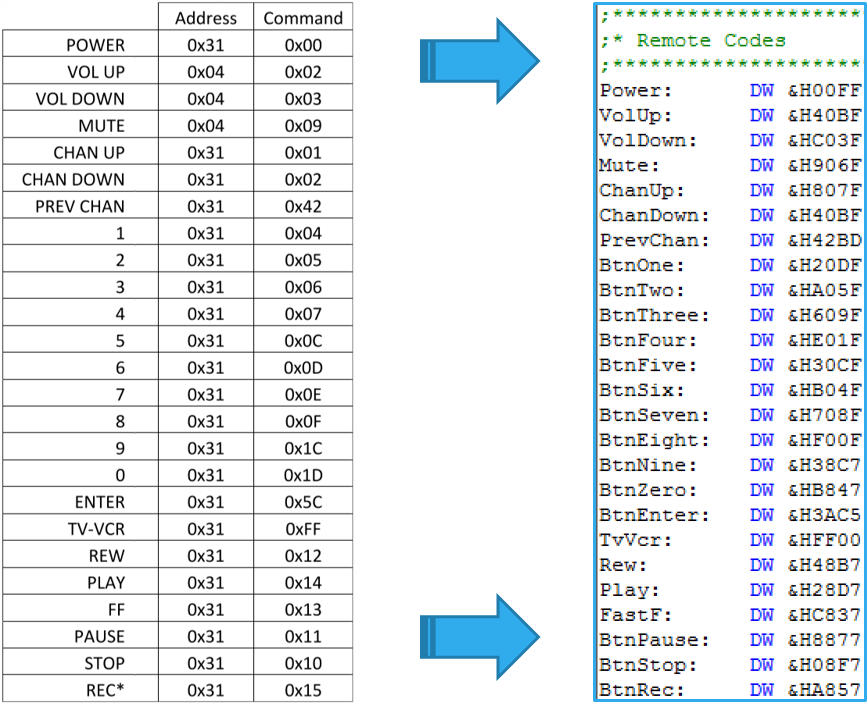 Address Command
POWER 0x31 0x00
VOL UP 0x04 0x02
VOL DOWN 0x04 0x03
MUTE 0x04 0x09
CHAN UP 0x31 0x01
CHAN DOWN 0x31 0x02
PREV CHAN 0x31 0x42
1 0x31 0x04
2 0x31 0x05
3 0x31 0x06
4 0x31 0x07
5 0x31 0x0C
6 0x31 0x0D
7 0x31 0x0E
8 0x31 0x0F
9 0x31 0x1C
0 0x31 0x1D
ENTER 0x31 0x5C
TV-VCR 0x31 0xFF
REW 0x31 0x12
PLAY 0x31 0x14
FF 0x31 0x13
PAUSE 0x31 0x11
STOP 0x31 0x10
REC* 0x31 0x15
;********************
;* Remote Codes
;********************
Power: DW &H00FF
VolUp: DW &H40BF
VolDown: DW &HC03F
Mute: DW &H906F
ChanUp: DW &H807F
ChanDown: DW &H40BF
PrevChan: DW &H42BD
BtnOne: DW &H20DF
BtnTwo: DW &HA05F
BtnThree: DW &H609F
BtnFour: DW &HE01F
BtnFive: DW &H30CF
BtnSix: DW &HB04F
BtnSeven: DW &H708F
BtnEight: DW &HF00F
BtnNine: DW &H38C7
BtnZero: DW &HB847
BtnEnter: DW &H3AC5
TvVcr: DW &HFF00
Rew: DW &H48B7
Play: DW &H28D7
FastF: DW &HC837
BtnPause: DW &H8877
BtnStop: DW &H08F7
BtnRec: DW &HA857